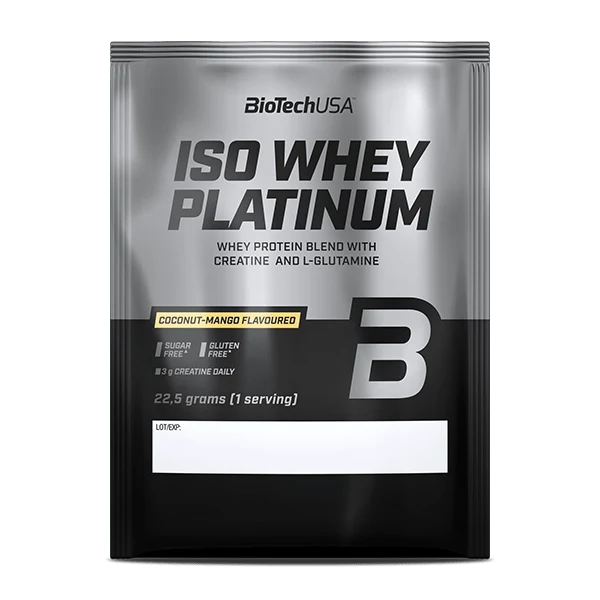 BioTechUSA™
ISO WHEY
PLATINUM
WHEY PROTEIN BLEND WITH
CREATINE AND L-GLUTAMINE
COCONUT-MANGO FLAVOURED
SUGAR
FREE*
GLUTEN
FREE*
3 g CREATINE DAILY
22,5 grams (1 serving)
B
LOT/EXP: